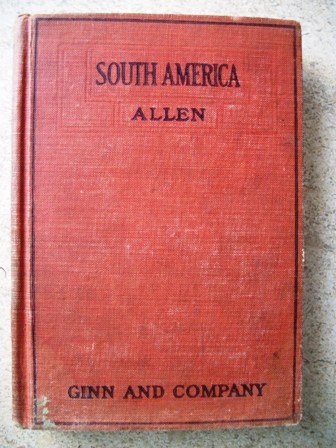 SOUTH AMERICA
ALLEN
GINN AND COMPANY